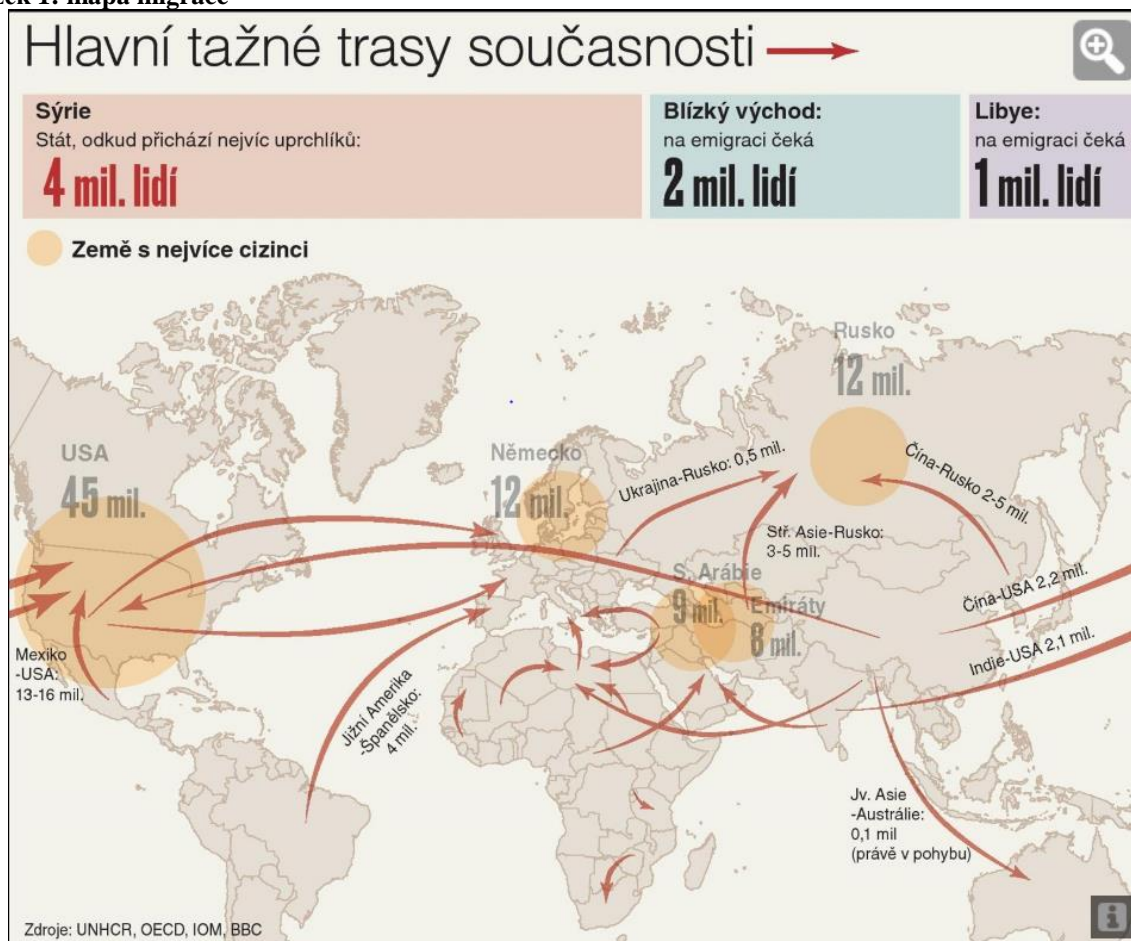 1: mapa migrace
Hlavní tažné trasy současnosti
Sýrie
Stát, odkud přichází nejvíc uprchlíků:
4 mil. lidí
Blízký východ:
na emigraci čeká
2 mil. lidí
Libye:
na emigraci čeká
1 mil. lidí
Země s nejvíce cizinci
Rusko
12 mil.
USA
45 mil.
Německo
12 mil.
Ukrajina-Rusko: 0,5 mil.
Čína-Rusko 2-5 mil.
Stř. Asie-Rusko:
3-5 mil.
S. Arábie
9 mil.
Emiráty
8 mil.
Čína-USA 2,2 mil.
Indie-USA 2,1 mil.
Mexiko
-USA:
13-16 mil.
Jižní Amerika
-Španělsko:
4 mil.
Jv. Asie
-Austrálie:
0,1 mil
(právě v pohybu)
Zdroje: UNHCR, OECD, IOM, BBC